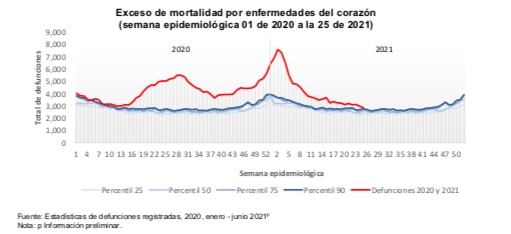 Exceso de mortalidad por enfermedades del corazón
(semana epidemiológica 01 de 2020 a la 25 de 2021)
9,000
8,000
7,000
6,000
5,000
4,000
3,000
2,000
1,000
0
Total de defunciones
2020
2021
1 4 7 10 13 16 19 22 25 28 31 34 37 40 43 46 49 52 2 5 8 11 14 17 20 23 26 29 32 35 38 41 44 47 50
Semana epidemiológica
Percentil 25 Percentil 50 Percentil 75 Percentil 90 Defunciones 2020 y 2021
Fuente: Estadísticas de defunciones registradas, 2020, enero - junio 2021ᵖ
Nota: p Información preliminar.